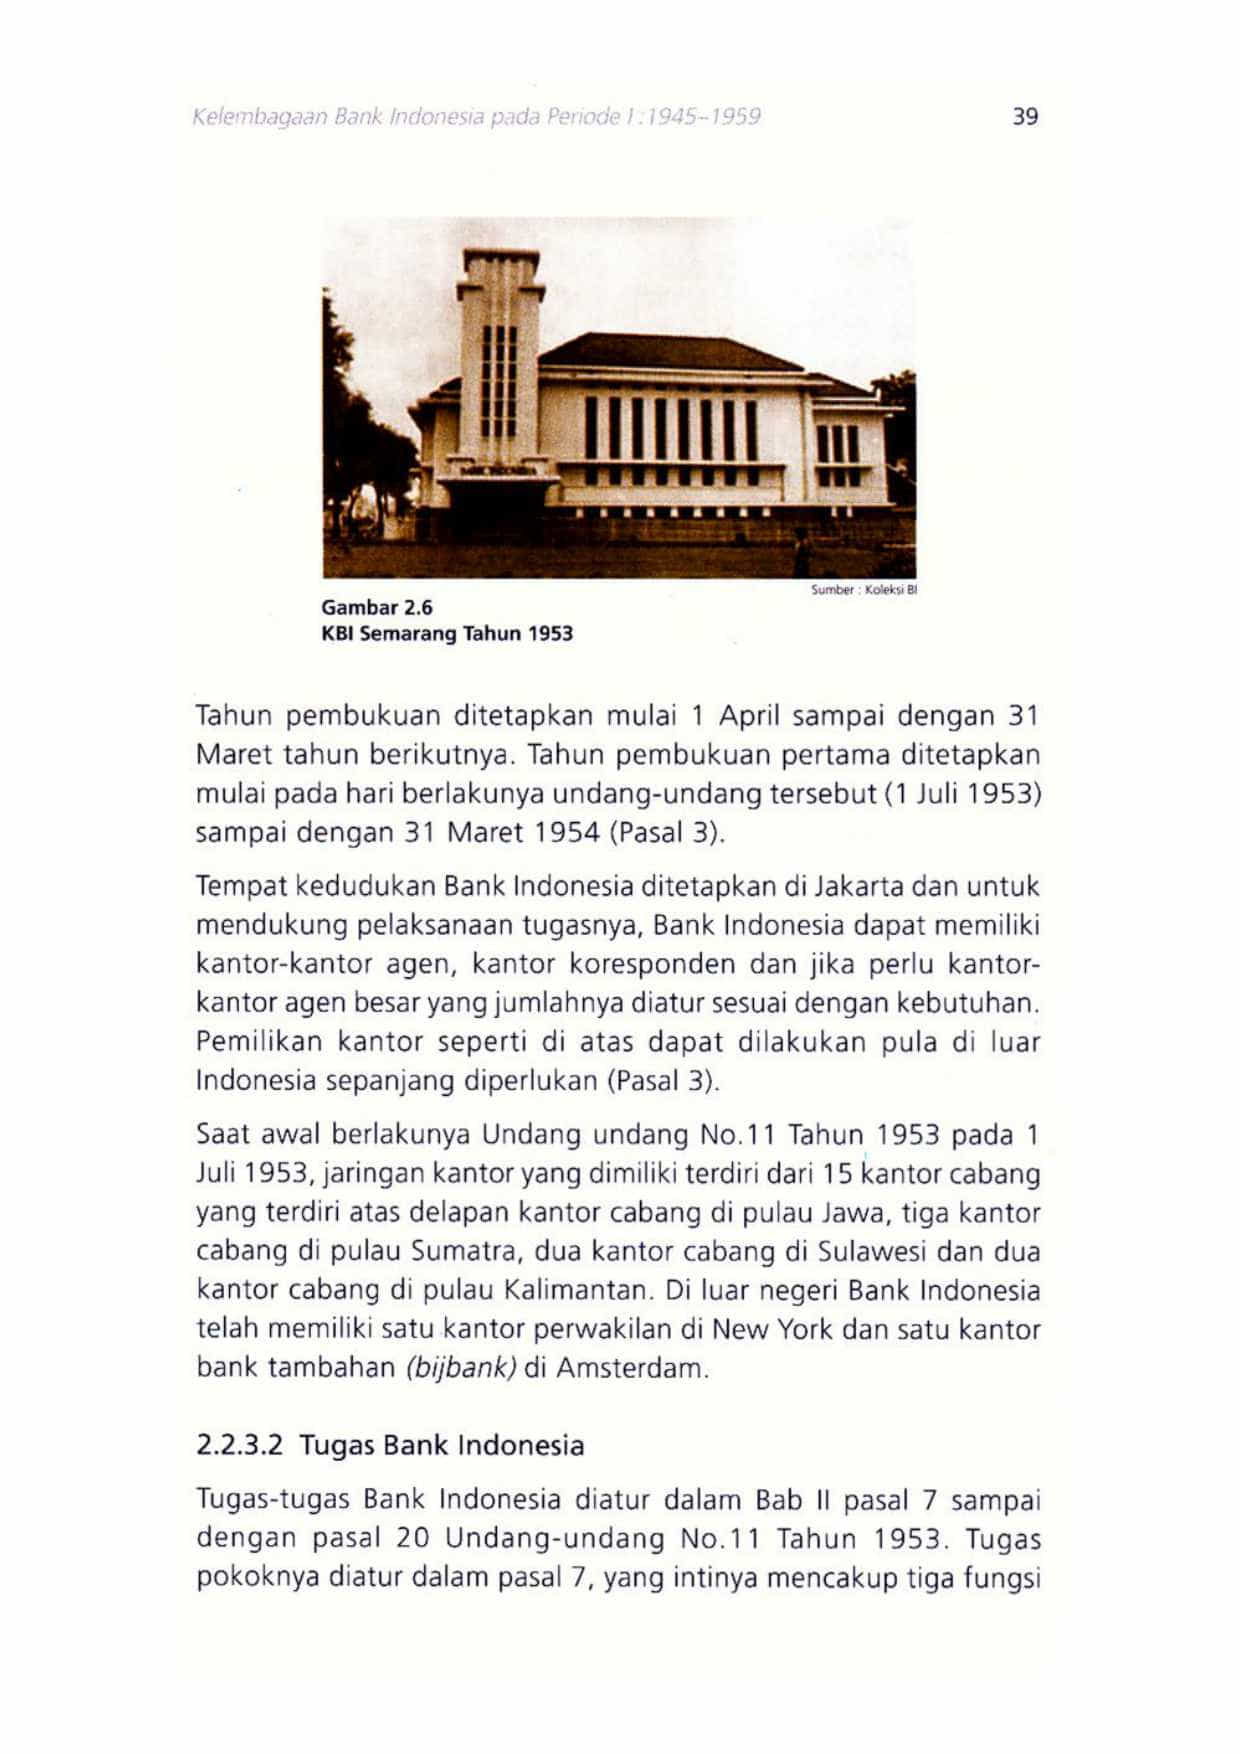 Kelembagaan Bank Indonesia pada Periode I : 1945–1959
39
BANK INDONESIA
Sumber : Koleksi BI
Gambar 2.6
KBI Semarang Tahun 1953
Tahun pembukuan ditetapkan mulai 1 April sampai dengan 31
Maret tahun berikutnya. Tahun pembukuan pertama ditetapkan
mulai pada hari berlakunya undang-undang tersebut (1 Juli 1953)
sampai dengan 31 Maret 1954 (Pasal 3).
Tempat kedudukan Bank Indonesia ditetapkan di Jakarta dan untuk
mendukung pelaksanaan tugasnya, Bank Indonesia dapat memiliki
kantor-kantor agen, kantor koresponden dan jika perlu kantor-
kantor agen besar yang jumlahnya diatur sesuai dengan kebutuhan.
Pemilikan kantor seperti di atas dapat dilakukan pula di luar
Indonesia sepanjang diperlukan (Pasal 3).
Saat awal berlakunya Undang undang No.11 Tahun 1953 pada 1
Juli 1953, jaringan kantor yang dimiliki terdiri dari 15 kantor cabang
yang terdiri atas delapan kantor cabang di pulau Jawa, tiga kantor
cabang di pulau Sumatra, dua kantor cabang di Sulawesi dan dua
kantor cabang di pulau Kalimantan. Di luar negeri Bank Indonesia
telah memiliki satu kantor perwakilan di New York dan satu kantor
bank tambahan (bijbank) di Amsterdam.
2.2.3.2 Tugas Bank Indonesia
Tugas-tugas Bank Indonesia diatur dalam Bab II pasal 7 sampai
dengan pasal 20 Undang-undang No.11 Tahun 1953. Tugas
pokoknya diatur dalam pasal 7, yang intinya mencakup tiga fungsi